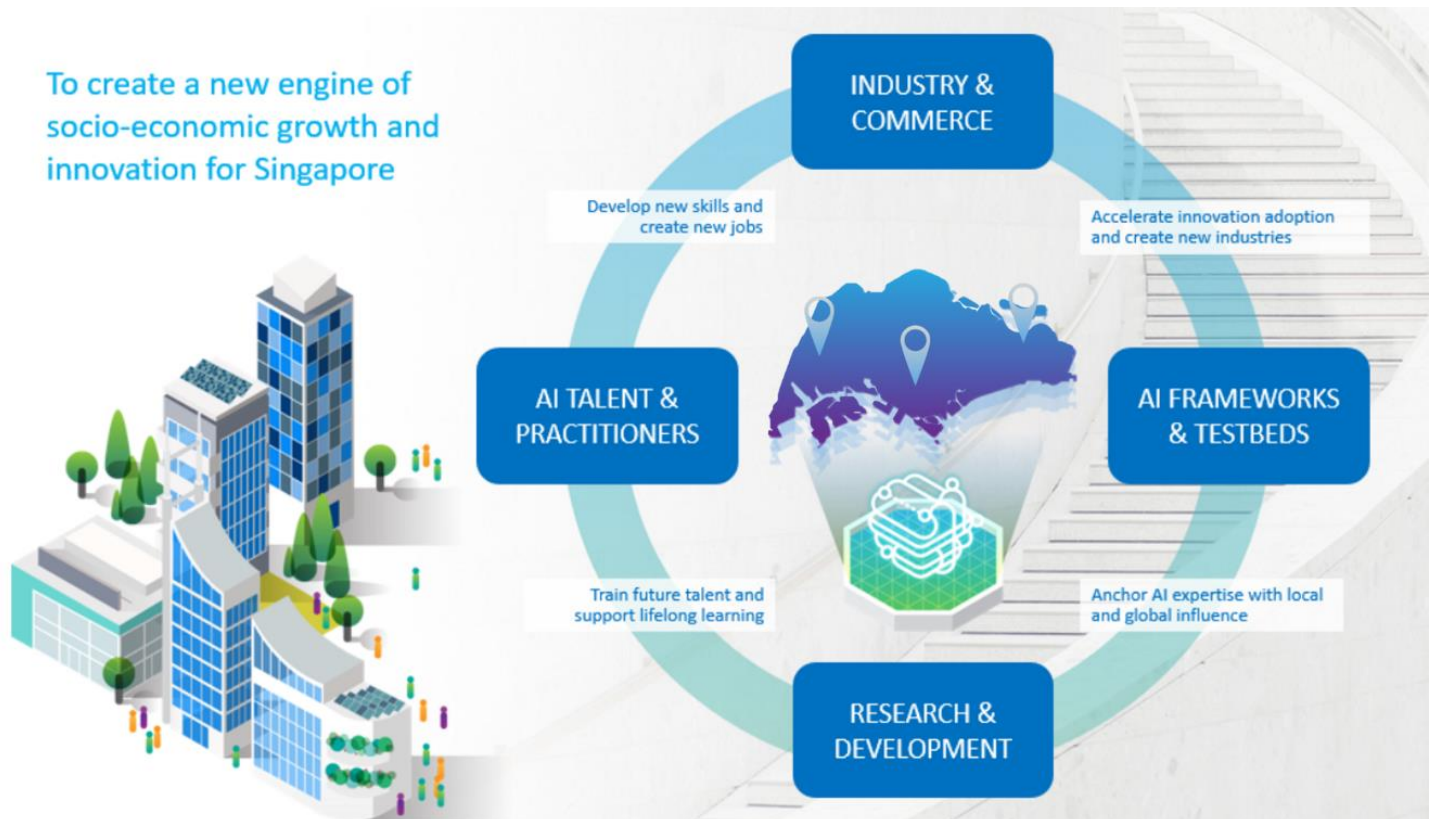 To create a new engine of
socio-economic growth and
innovation for Singapore
INDUSTRY &
COMMERCE
Develop new skills and
create new jobs
Accelerate innovation adoption
and create new industries
AI TALENT &
PRACTITIONERS
AI FRAMEWORKS
& TESTBEDS
Train future talent and
support lifelong learning
Anchor AI expertise with local
and global influence
RESEARCH &
DEVELOPMENT